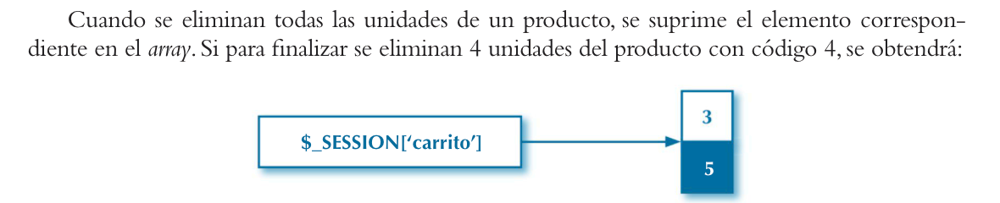 Cuando se eliminan todas las unidades de un producto, se suprime el elemento correspon-
diente en el array. Si para finalizar se eliminan 4 unidades del producto con código 4, se obtendrá:
3
$_SESSION[‘carrito’]
5